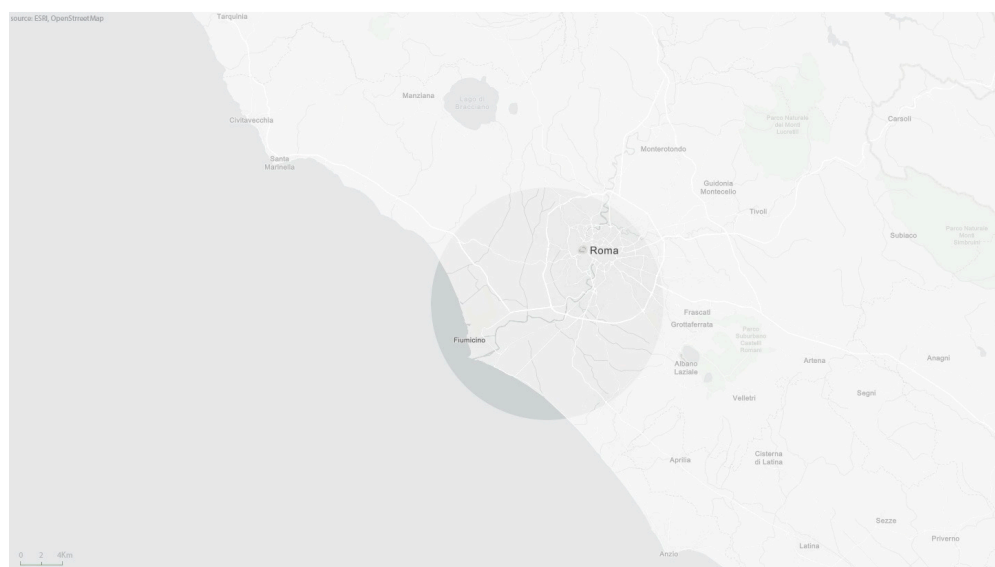 source: ESRI, OpenStreetMap
Tarquinia
Manziana
Lago di
Bracciano
Civitavecchia
Santa
Marinella
Monterotondo
Parco Naturale
dei Monti
Lucretili
Carsoli
Guidonia
Montecelio
Tivoli
Subiaco
Parco Naturale
Monti
Simbruini
Roma
Fiumicino
Frascati
Grottaferrata
Parco
Suburbano
Castelli
Romani
Albano
Laziale
Artena
Anagni
Velletri
Segni
Aprilia
Cisterna
di Latina
Sezze
Priverno
Latina
Anzio
0 2 4Km